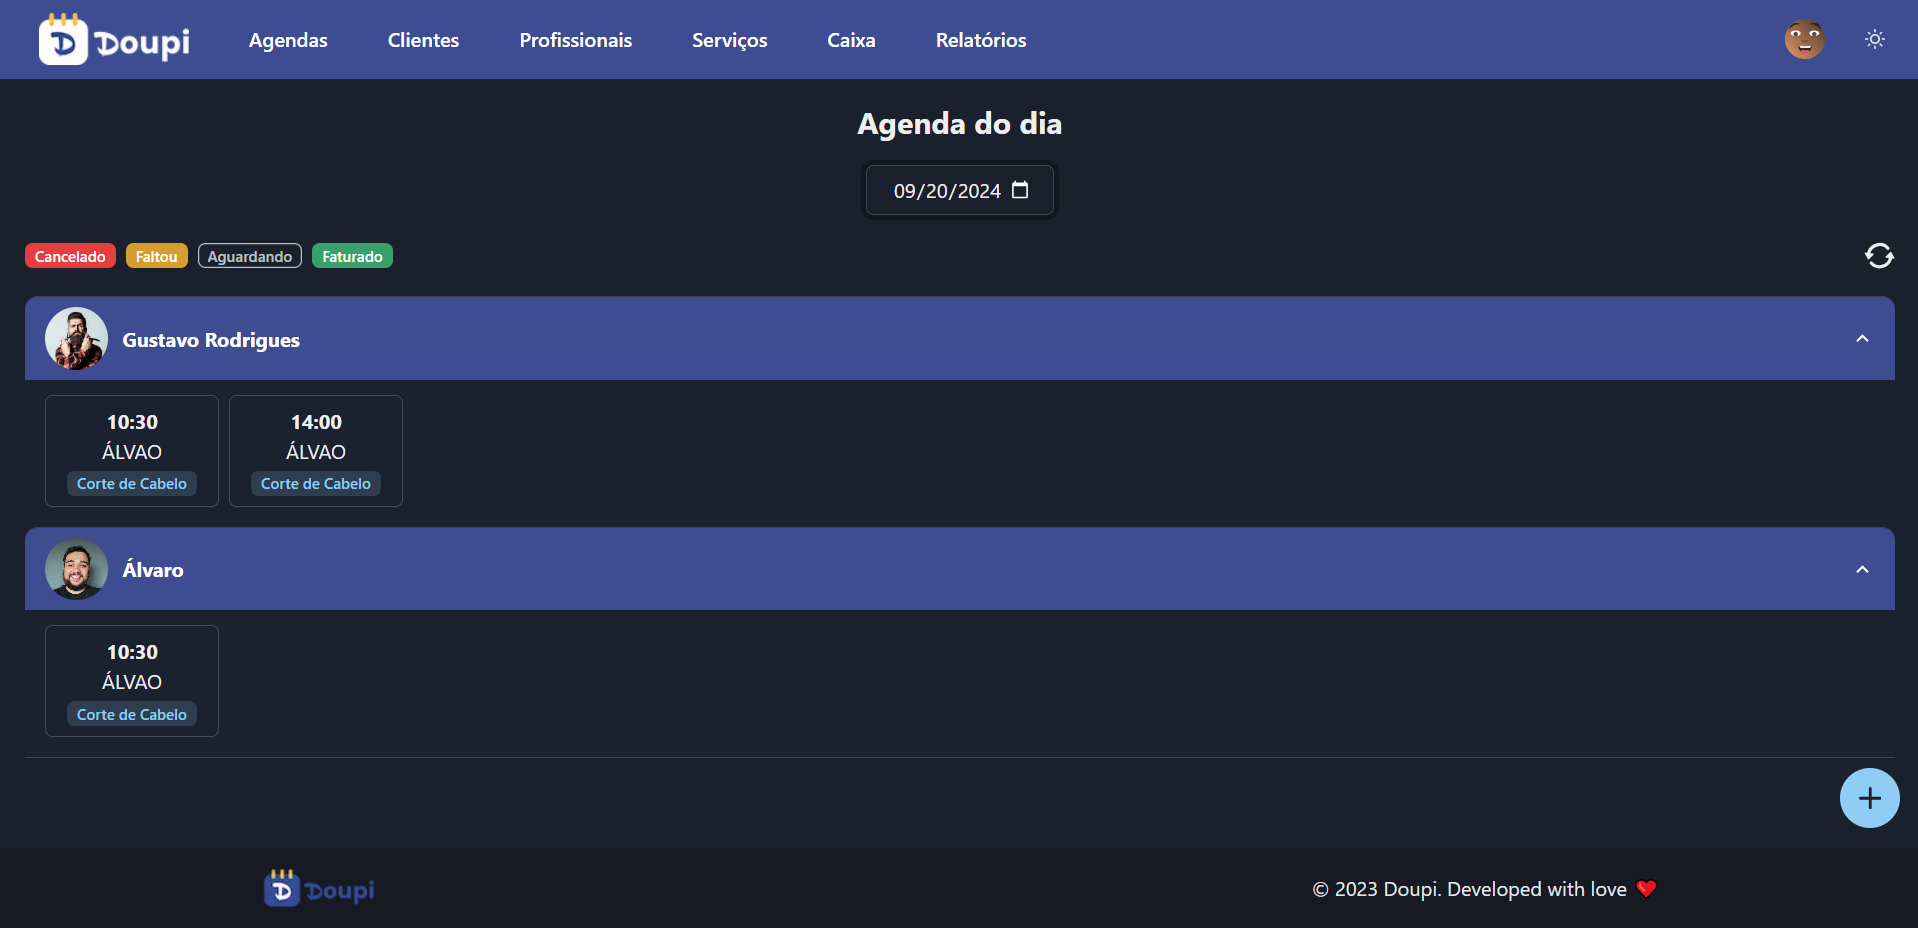 Doupi Agendas Clientes Profissionais Serviços Caixa Relatórios
Agenda do dia
09/20/2024
Cancelado Faltou Aguardando Faturado
Gustavo Rodrigues
10:30 14:00
ÁLVAO ÁLVAO
Corte de Cabelo Corte de Cabelo
Álvaro
10:30
ÁLVAO
Corte de Cabelo
Doupi © 2023 Doupi. Developed with love ❤️